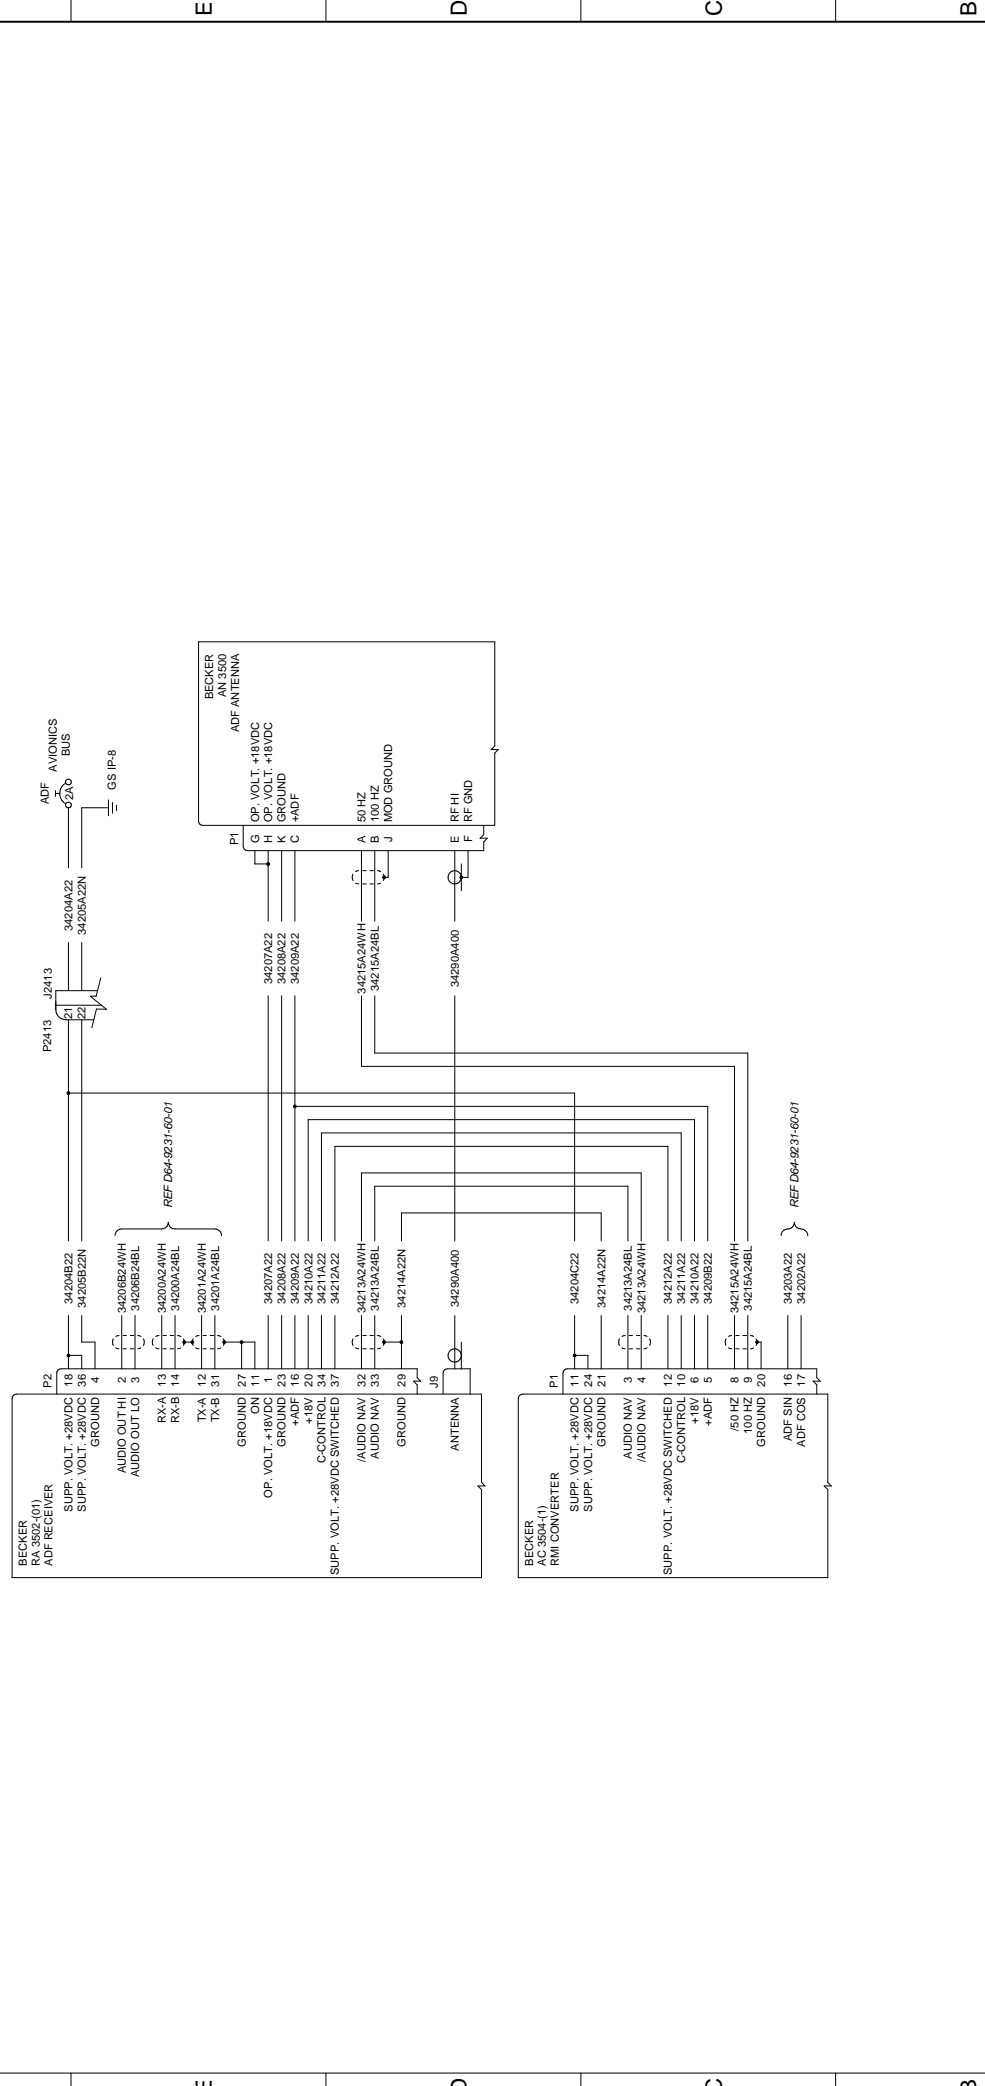 E
D
C
B
ADF
2A
AVIONICS
BUS
GS IP-8
34204A22
34205A22N
J2413
P2413
21
22
34204B22
34205B22N
REF D64-9231-60-01
34206B24WH
34206B24BL
34200A24WH
34200A24BL
34201A24WH
34201A24BL
34207A22
34208A22
34209A22
34210A22
34211A22
34212A22
34213A24WH
34213A24BL
34214A22N
34290A400
BECKER
RA 3502-(01)
ADF RECEIVER
P2
SUPP. VOLT. +28VDC 18
SUPP. VOLT. +28VDC 36
GROUND 4
AUDIO OUT HI 2
AUDIO OUT LO 3
RX-A 13
RX-B 14
TX-A 12
TX-B 31
GROUND 27
ON 11
OP. VOLT. +18VDC 1
GROUND 23
+ADF 16
+18V 20
C-CONTROL 34
SUPP. VOLT. +28VDC SWITCHED 37
/AUDIO NAV 32
AUDIO NAV 33
GROUND 29
J9
ANTENNA
BECKER
AN 3500
ADF ANTENNA
P1
G OP. VOLT. +18VDC
H OP. VOLT. +18VDC
K GROUND
C +ADF
A 50 HZ
B 100 HZ
J MOD GROUND
E RF HI
F RF GND
34207A22
34208A22
34209A22
34215A24WH
34215A24BL
34290A400
BECKER
AC 3504-(1)
RMI CONVERTER
P1
SUPP. VOLT. +28VDC 11
SUPP. VOLT. +28VDC 24
GROUND 21
AUDIO NAV 3
/AUDIO NAV 4
SUPP. VOLT. +28VDC SWITCHED 12
C-CONTROL 10
+18V 6
+ADF 5
/50 HZ 8
100 HZ 9
GROUND 20
ADF SIN 16
ADF COS 17
34204C22
34214A22N
34213A24BL
34213A24WH
34212A22
34211A22
34210A22
34209B22
34215A24WH
34215A24BL
34203A22
34202A22
REF D64-9231-60-01
E
D
C
B